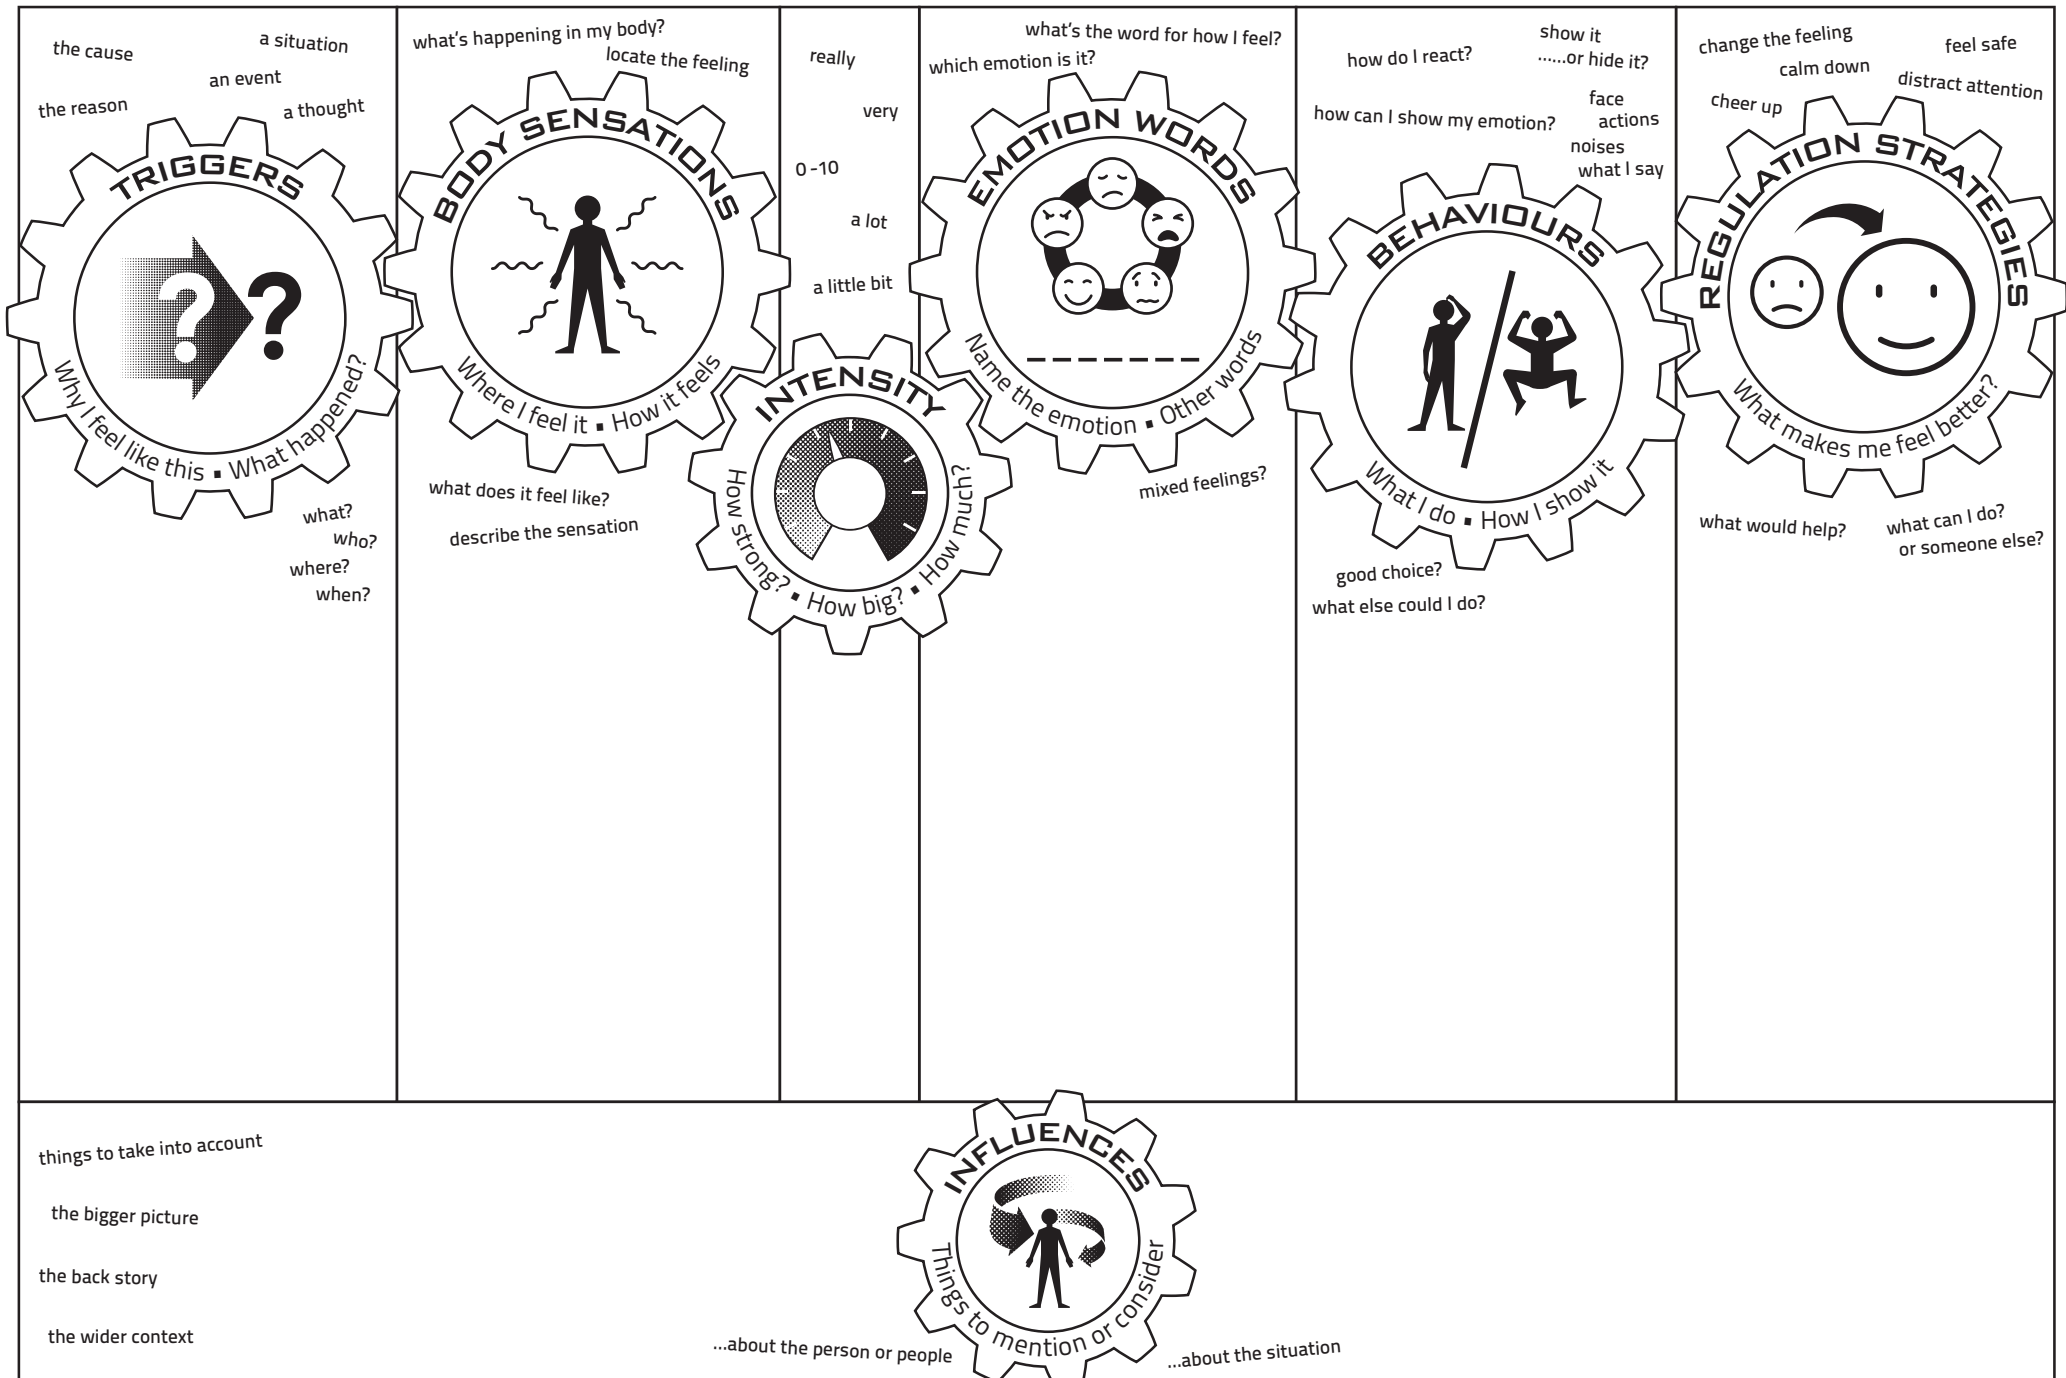 the cause
a situation
an event
the reason
a thought
TRIGGERS
??
Why I feel like this ▪ What happened?
what?
who?
where?
when?
what's happening in my body?
locate the feeling
BODY SENSATIONS
Where I feel it ▪ How it feels
what does it feel like?
describe the sensation
really
very
0 -10
a lot
a little bit
INTENSITY
How strong? ▪ How big? ▪ How much?
what's the word for how I feel?
which emotion is it?
EMOTION WORDS
Name the emotion ▪ Other words
mixed feelings?
how do I react?
show it
......or hide it?
how can I show my emotion?
face
actions
noises
what I say
BEHAVIOURS
What I do ▪ How I show it
good choice?
what else could I do?
change the feeling
feel safe
calm down
distract attention
cheer up
REGULATION STRATEGIES
What makes me feel better?
what would help?
what can I do?
or someone else?
things to take into account
the bigger picture
the back story
the wider context
INFLUENCES
Things to mention or consider
...about the person or people
...about the situation